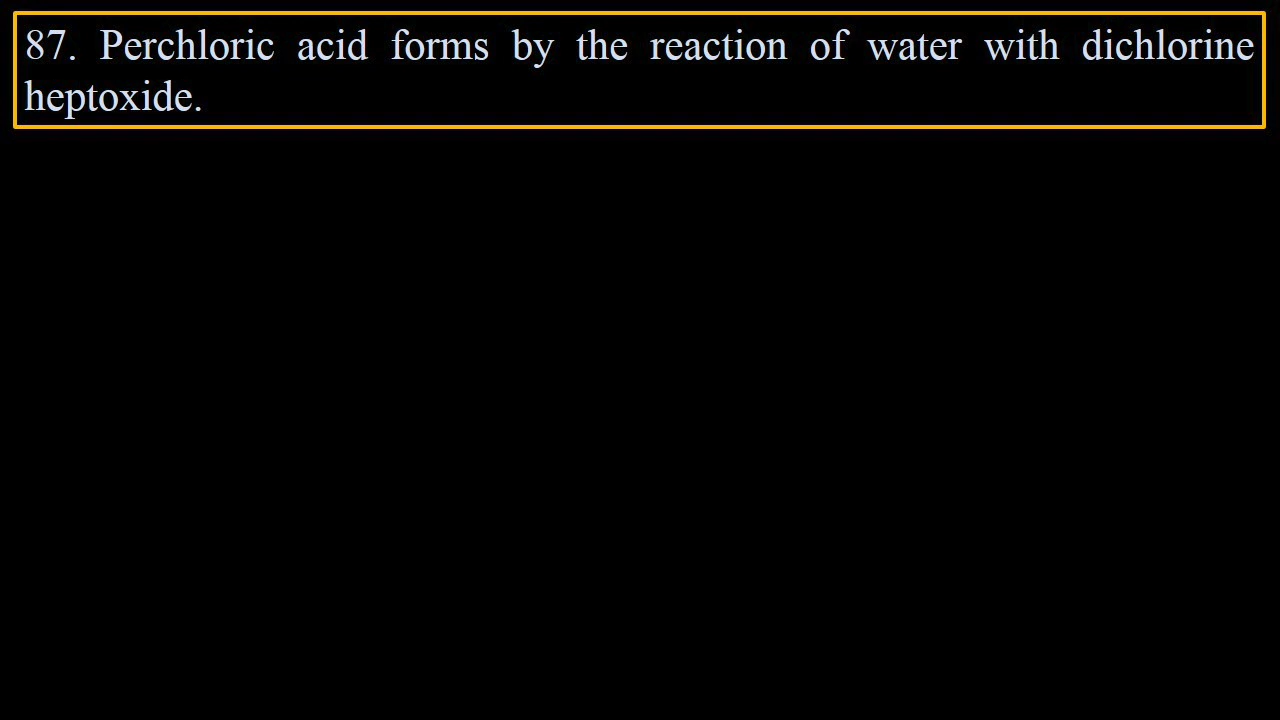 87. Perchloric acid forms by the reaction of water with dichlorine
heptoxide.